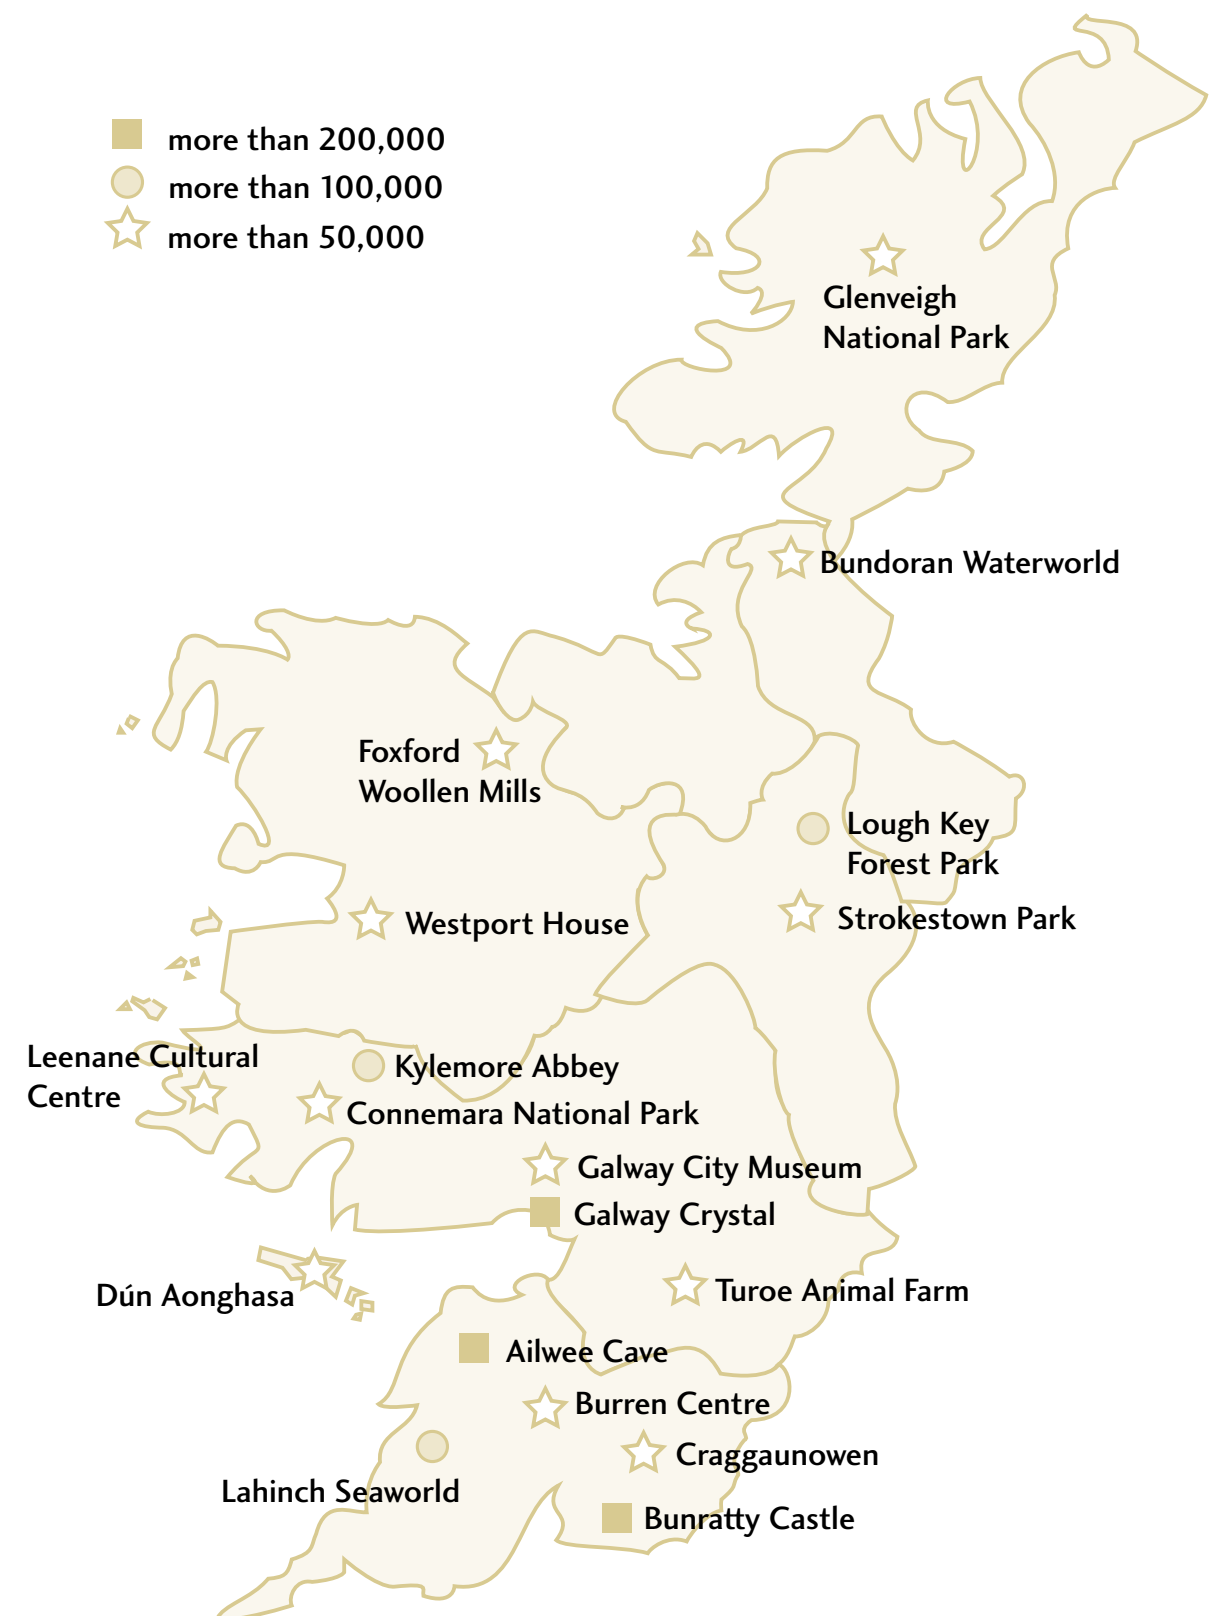 more than 200,000
more than 100,000
more than 50,000
Glenveigh
National Park
Bundoran Waterworld
Foxford
Woollen Mills
Lough Key
Forest Park
Westport House
Strokestown Park
Leenane Cultural
Centre
Kylemore Abbey
Connemara National Park
Galway City Museum
Galway Crystal
Dún Aonghasa
Turoe Animal Farm
Ailwee Cave
Burren Centre
Craggaunowen
Lahinch Seaworld
Bunratty Castle